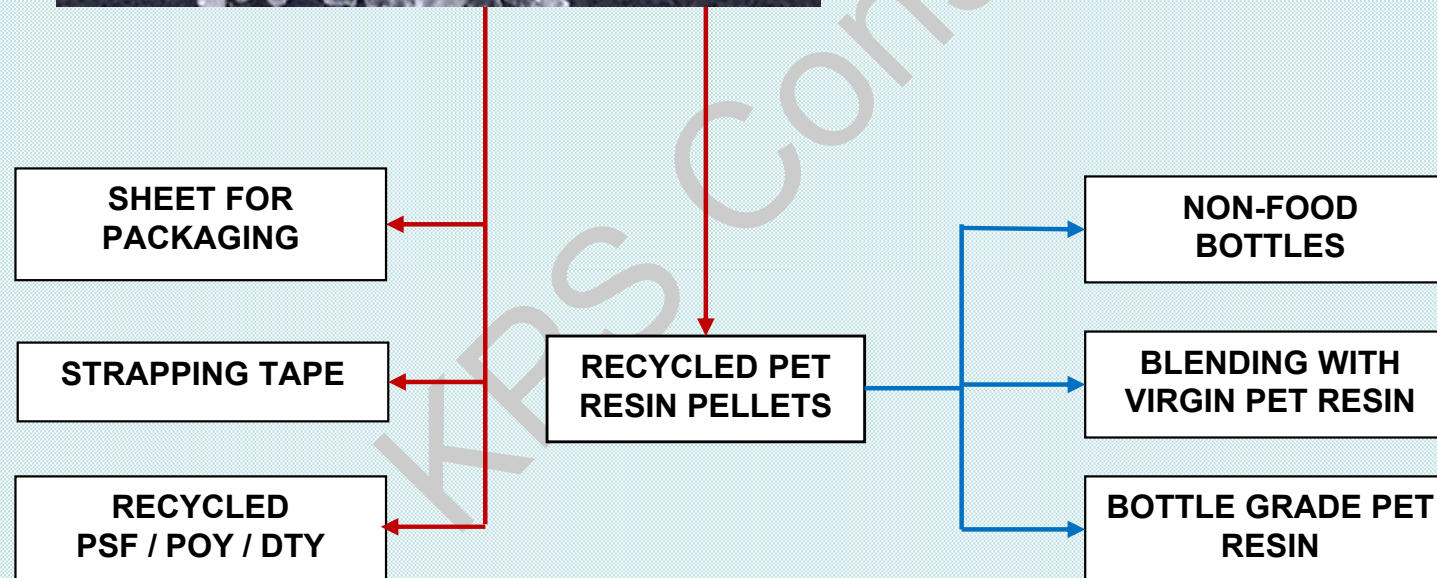 SHEET FOR
PACKAGING
STRAPPING TAPE
RECYCLED
PSF / POY / DTY
RECYCLED PET
RESIN PELLETS
NON-FOOD
BOTTLES
BLENDING WITH
VIRGIN PET RESIN
BOTTLE GRADE PET
RESIN
KPS